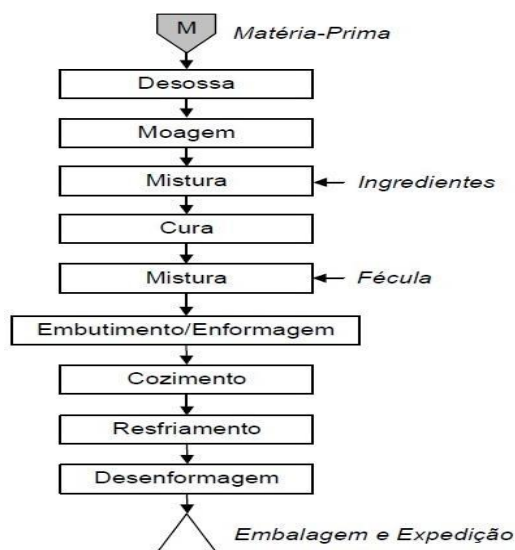 M Matéria-Prima
Desossa
Moagem
Mistura Ingredientes
Cura
Mistura Fécula
Embutimento/Enformagem
Cozimento
Resfriamento
Desenformagem
Embalagem e Expedição